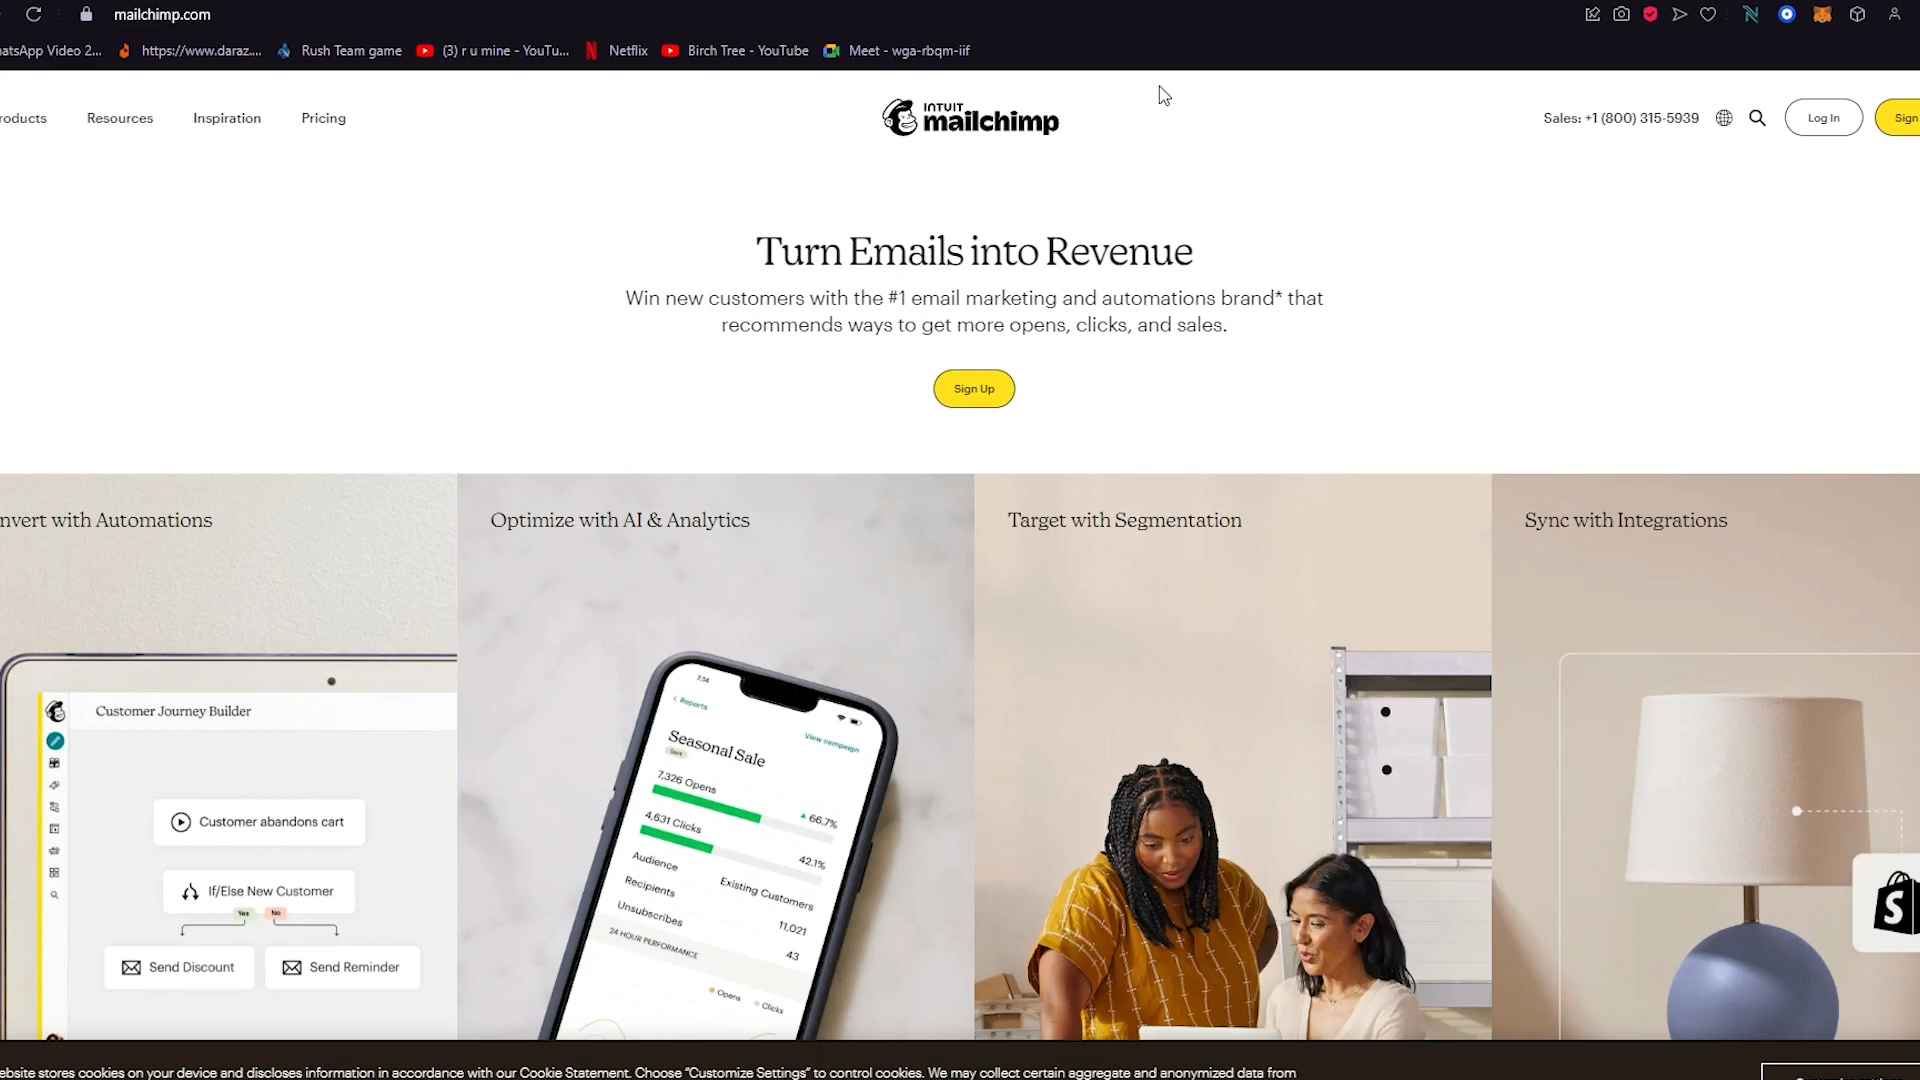 mailchimp.com
atsApp Video 2...
https://www.daraz....
Rush Team game
(3) r u mine - YouTu...
Netflix
Birch Tree - YouTube
Meet - wga-rbqm-iif
roducts
Resources
Inspiration
Pricing
INTUIT
mailchimp
Sales: +1 (800) 315-5939
Log In
Sign
Turn Emails into Revenue
Win new customers with the #1 email marketing and automations brand* that
recommends ways to get more opens, clicks, and sales.
Sign Up
nvert with Automations
Customer Journey Builder
Customer abandons cart
If/Else New Customer
Yes
No
Send Discount
Send Reminder
Optimize with AI & Analytics
7:14
Reports
View campaign
Seasonal Sale
Sent
7,326 Opens
66.7%
4,631 Clicks
42.1%
Audience
Existing Customers
Recipients
11,021
Unsubscribes
43
24 HOUR PERFORMANCE
Opens
Clicks
Target with Segmentation
Sync with Integrations
ebsite stores cookies on your device and discloses information in accordance with our Cookie Statement. Choose "Customize Settings" to control cookies. We may collect certain aggregate and anonymized data from